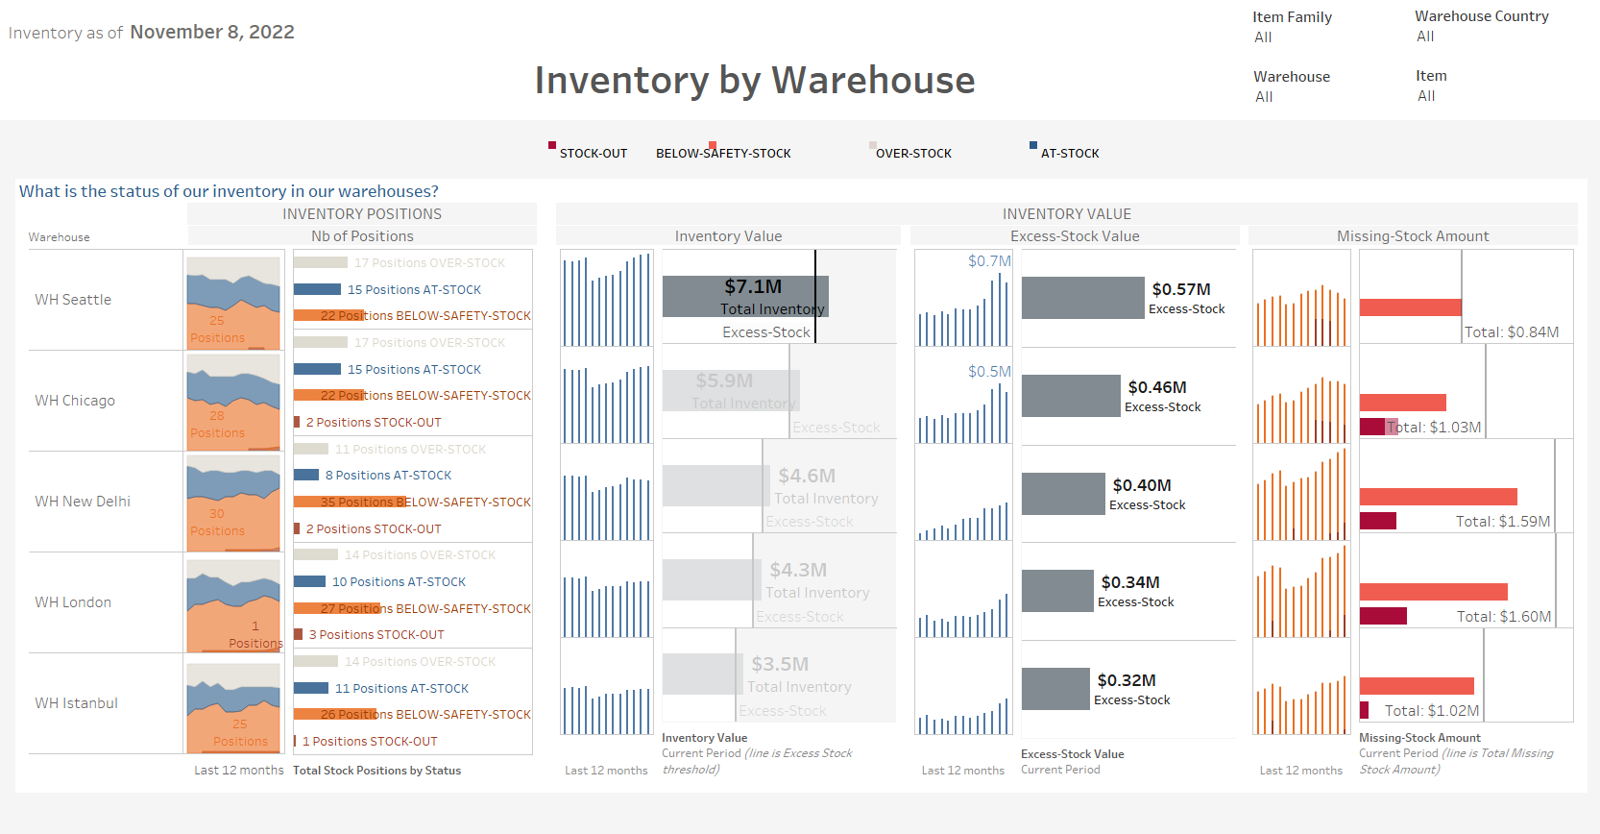 Inventory as of November 8, 2022
Inventory by Warehouse
Item Family
All
Warehouse Country
All
Warehouse
All
Item
All
STOCK-OUT
BELOW-SAFETY-STOCK
OVER-STOCK
AT-STOCK
What is the status of our inventory in our warehouses?
INVENTORY POSITIONS
INVENTORY VALUE
Warehouse
Nb of Positions
Inventory Value
Excess-Stock Value
Missing-Stock Amount
WH Seattle
25
Positions
17 Positions OVER-STOCK
15 Positions AT-STOCK
22 Positions BELOW-SAFETY-STOCK
$7.1M
Total Inventory
Excess-Stock
$0.7M
$0.57M
Excess-Stock
Total: $0.84M
WH Chicago
28
Positions
17 Positions OVER-STOCK
15 Positions AT-STOCK
22 Positions BELOW-SAFETY-STOCK
2 Positions STOCK-OUT
$5.9M
Total Inventory
Excess-Stock
$0.5M
$0.46M
Excess-Stock
Total: $1.03M
WH New Delhi
30
Positions
11 Positions OVER-STOCK
8 Positions AT-STOCK
35 Positions BELOW-SAFETY-STOCK
2 Positions STOCK-OUT
$4.6M
Total Inventory
Excess-Stock
$0.40M
Excess-Stock
Total: $1.59M
WH London
1
Positions
14 Positions OVER-STOCK
10 Positions AT-STOCK
27 Positions BELOW-SAFETY-STOCK
3 Positions STOCK-OUT
$4.3M
Total Inventory
Excess-Stock
$0.34M
Excess-Stock
Total: $1.60M
WH Istanbul
25
Positions
14 Positions OVER-STOCK
11 Positions AT-STOCK
26 Positions BELOW-SAFETY-STOCK
1 Positions STOCK-OUT
$3.5M
Total Inventory
Excess-Stock
$0.32M
Excess-Stock
Total: $1.02M
Last 12 months
Total Stock Positions by Status
Last 12 months
Inventory Value
Current Period (line is Excess Stock
threshold)
Last 12 months
Excess-Stock Value
Current Period
Last 12 months
Missing-Stock Amount
Current Period (line is Total Missing
Stock Amount)